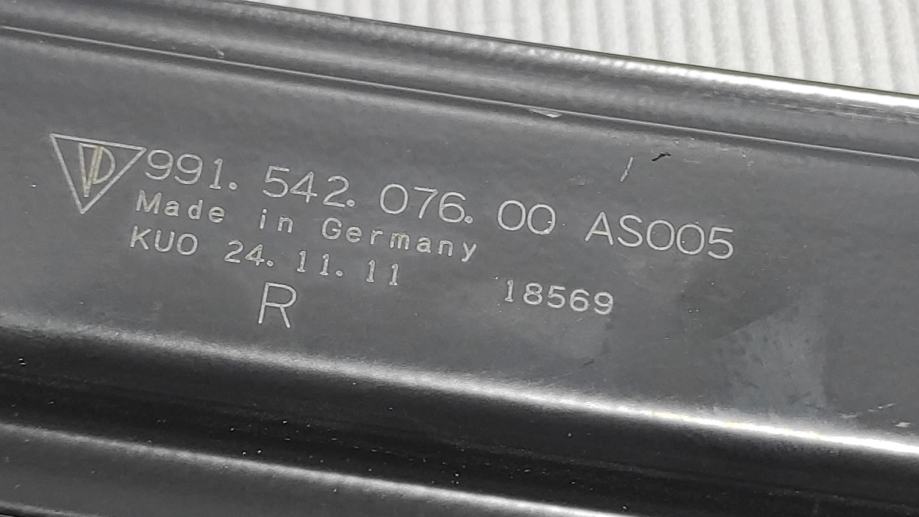 991. 542. 076. 00 AS005
Made in Germany
KUO 24. 11. 11 18569
R